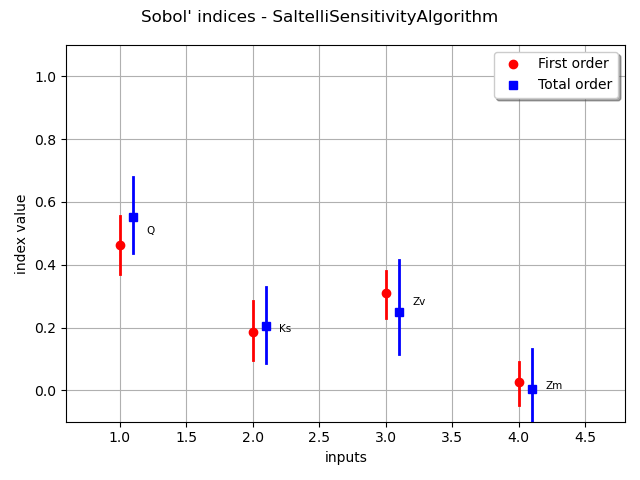 Sobol' indices - SaltelliSensitivityAlgorithm
First order
Total order
1.0
0.8
0.6
0.4
0.2
0.0
index value
Q
Ks
Zv
Zm
1.0 1.5 2.0 2.5 3.0 3.5 4.0 4.5
inputs